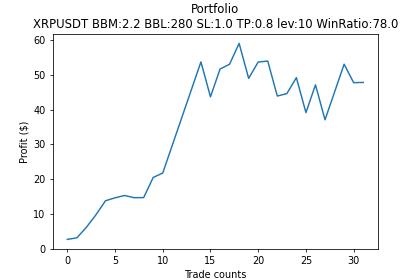 Portfolio
XRPUSDT BBM:2.2 BBL:280 SL:1.0 TP:0.8 lev:10 WinRatio:78.0
60
50
40
30
20
10
0
Profit ($)
0 5 10 15 20 25 30
Trade counts